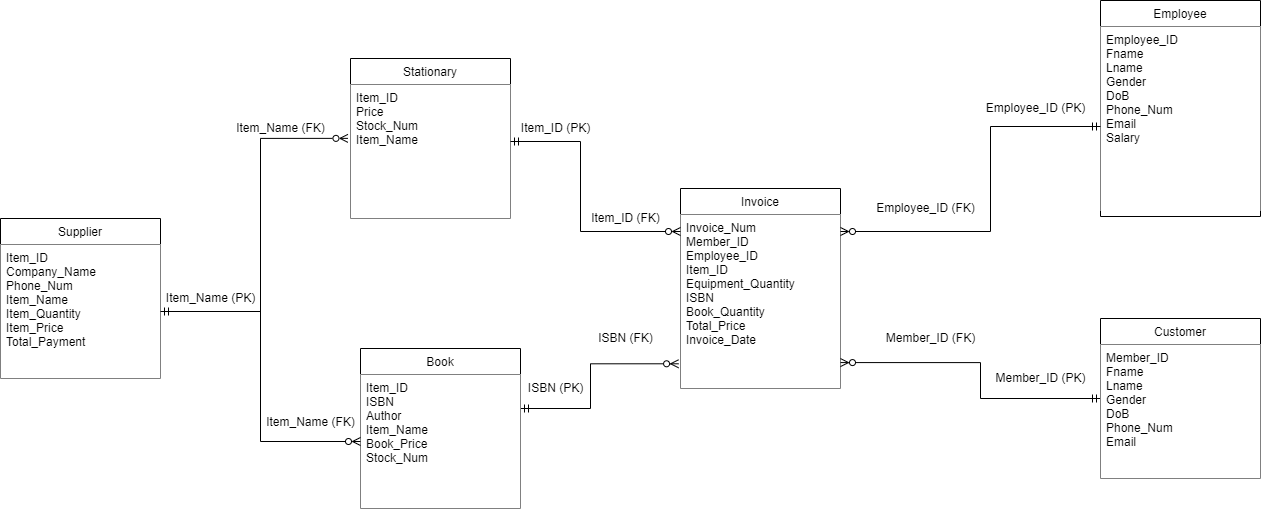 Employee
Employee_ID
Fname
Lname
Gender
DoB
Phone_Num
Email
Salary
Employee_ID (PK)
Stationary
Item_ID
Price
Stock_Num
Item_Name
Item_Name (FK)
Item_ID (PK)
Item_ID (FK)
Employee_ID (FK)
Invoice
Invoice_Num
Member_ID
Employee_ID
Item_ID
Equipment_Quantity
ISBN
Book_Quantity
Total_Price
Invoice_Date
Supplier
Item_ID
Company_Name
Phone_Num
Item_Name
Item_Quantity
Item_Price
Total_Payment
Item_Name (PK)
ISBN (FK)
Member_ID (FK)
Customer
Member_ID
Fname
Lname
Gender
DoB
Phone_Num
Email
Member_ID (PK)
Book
Item_ID
ISBN
Author
Item_Name
Book_Price
Stock_Num
ISBN (PK)
Item_Name (FK)